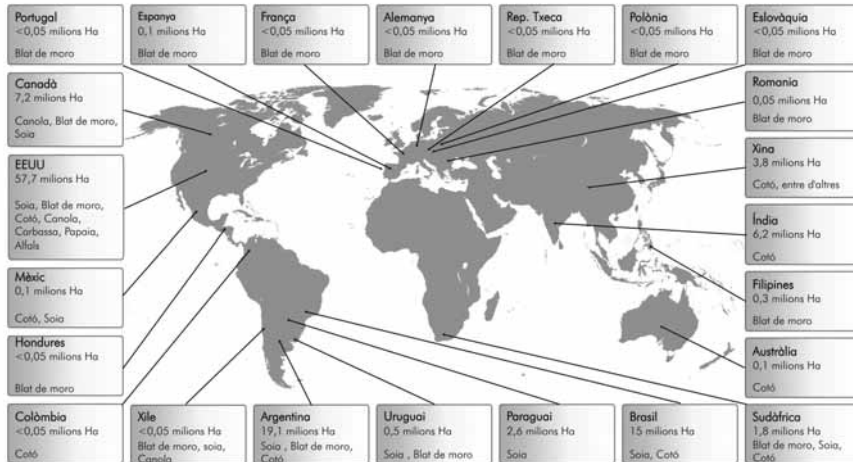 Portugal
<0,05 milions Ha
Blat de moro
Espanya
0,1 milions Ha
Blat de moro
França
<0,05 milions Ha
Blat de moro
Alemanya
<0,05 milions Ha
Blat de moro
Rep. Txeca
<0,05 milions Ha
Blat de moro
Polònia
<0,05 milions Ha
Blat de moro
Eslovàquia
<0,05 milions Ha
Blat de moro
Canadà
7,2 milions Ha
Canola, Blat de moro,
Soia
Romania
0,05 milions Ha
Blat de moro
EEUU
57,7 milions Ha
Soia, Blat de moro,
Cotó, Canola,
Carbassa, Papaia,
Alfals
Xina
3,8 milions Ha
Cotó, entre d'altres
Índia
6,2 milions Ha
Cotó
Mèxic
0,1 milions Ha
Cotó, Soia
Filipines
0,3 milions Ha
Blat de moro
Hondures
<0,05 milions Ha
Blat de moro
Austràlia
0,1 milions Ha
Cotó
Colòmbia
<0,05 milions Ha
Cotó
Xile
<0,05 milions Ha
Blat de moro, soia,
Canola
Argentina
19,1 milions Ha
Soia , Blat de moro,
Cotó
Uruguai
0,5 milions Ha
Soia , Blat de moro
Paraguai
2,6 milions Ha
Soia
Brasil
15 milions Ha
Soia, Cotó
Sudàfrica
1,8 milions Ha
Blat de moro, Soia,
Cotó